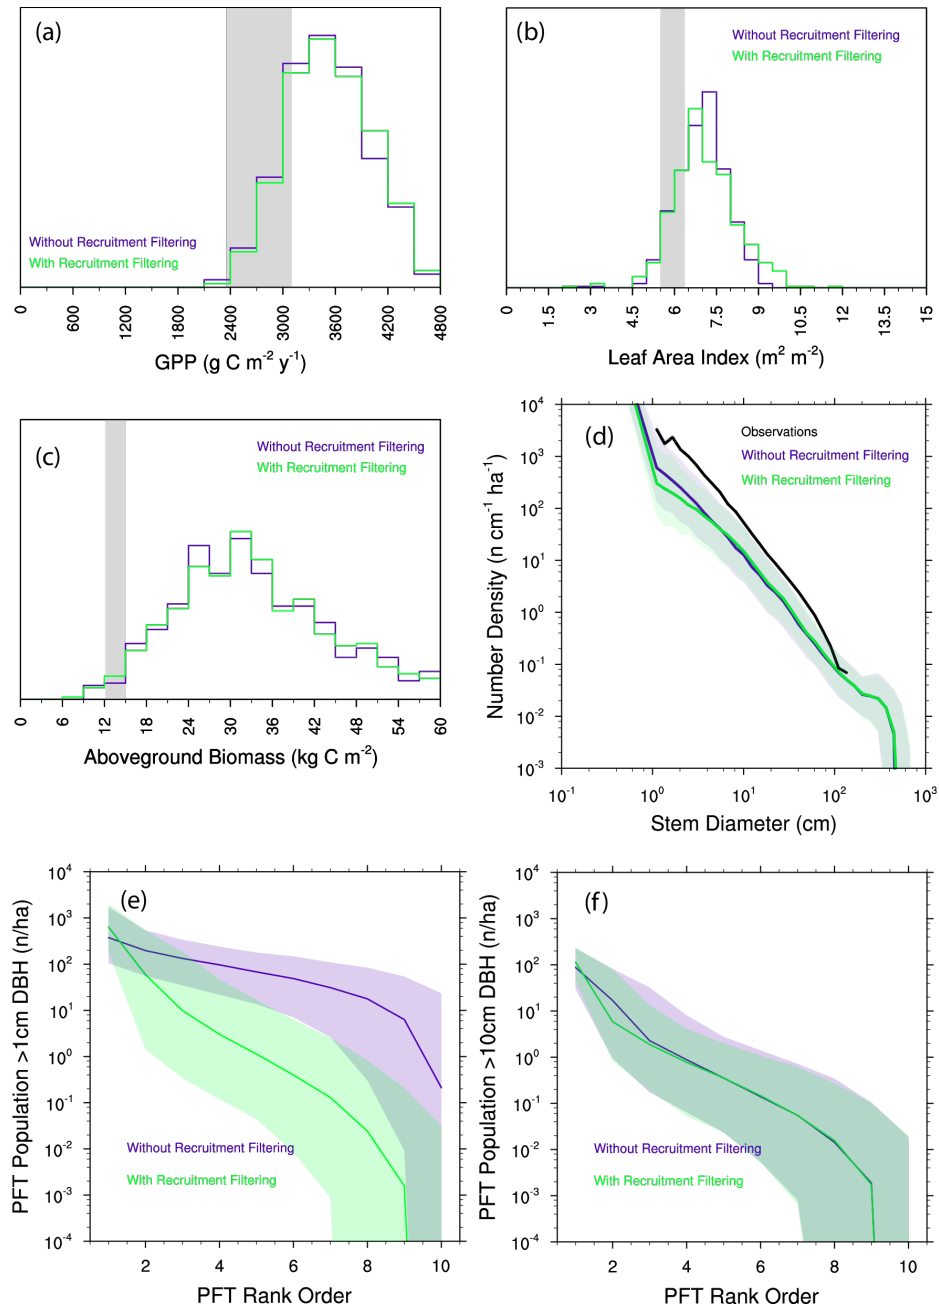 (a)
Without Recruitment Filtering
With Recruitment Filtering
0 600 1200 1800 2400 3000 3600 4200 4800
GPP (g C m⁻² y⁻¹)
(b)
Without Recruitment Filtering
With Recruitment Filtering
0 1.5 3 4.5 6 7.5 9 10.5 12 13.5 15
Leaf Area Index (m² m⁻²)
(c)
Without Recruitment Filtering
With Recruitment Filtering
0 6 12 18 24 30 36 42 48 54 60
Aboveground Biomass (kg C m⁻²)
(d)
Observations
Without Recruitment Filtering
With Recruitment Filtering
Number Density (n cm⁻¹ ha⁻¹)
10⁴
10³
10²
10¹
10⁰
10⁻¹
10⁻²
10⁻³
10⁻¹ 10⁰ 10¹ 10² 10³
Stem Diameter (cm)
(e)
PFT Population >1cm DBH (n/ha)
10⁴
10³
10²
10¹
10⁰
10⁻¹
10⁻²
10⁻³
10⁻⁴
Without Recruitment Filtering
With Recruitment Filtering
2 4 6 8 10
PFT Rank Order
(f)
PFT Population >10cm DBH (n/ha)
10⁴
10³
10²
10¹
10⁰
10⁻¹
10⁻²
10⁻³
10⁻⁴
Without Recruitment Filtering
With Recruitment Filtering
2 4 6 8 10
PFT Rank Order